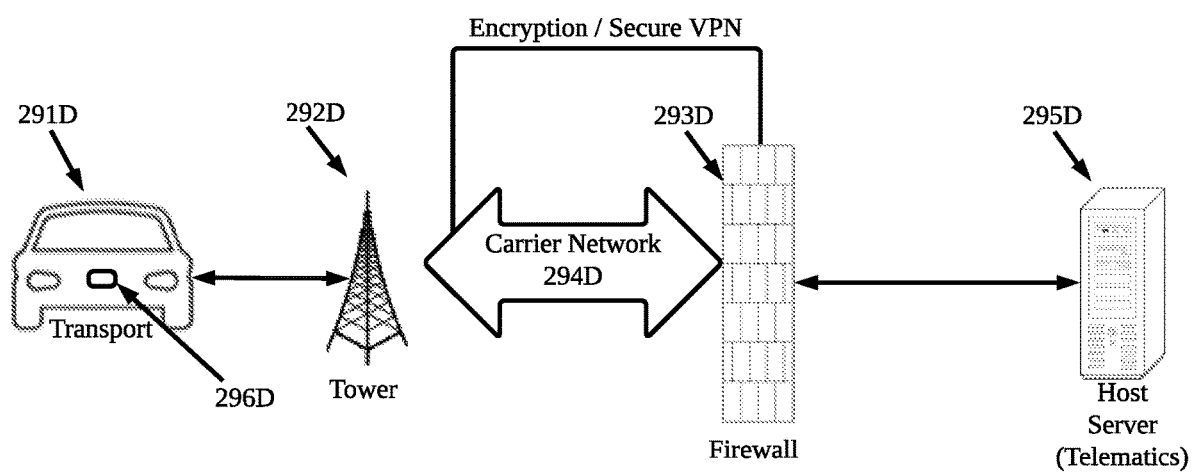 Encryption / Secure VPN
291D
292D
293D
295D
Carrier Network
294D
Transport
296D
Tower
Firewall
Host
Server
(Telematics)